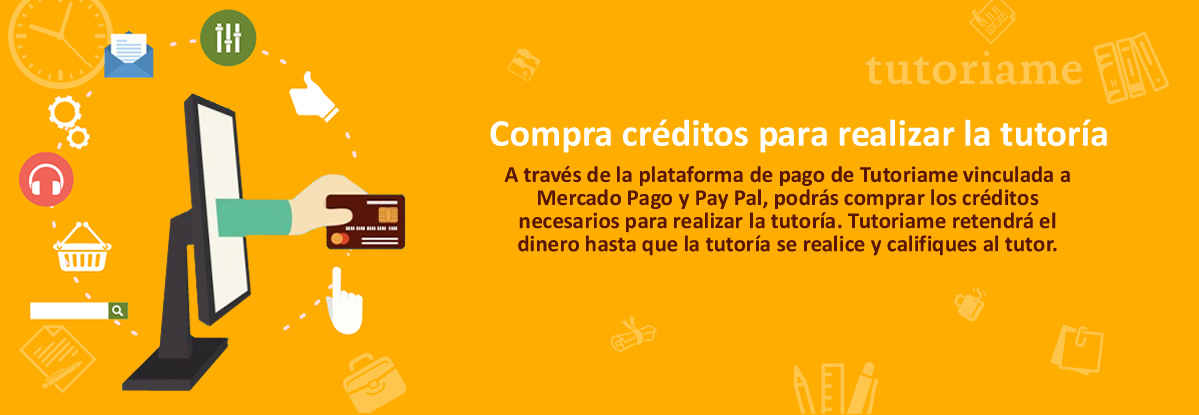 tutoriame
Compra créditos para realizar la tutoría
A través de la plataforma de pago de Tutoriame vinculada a
Mercado Pago y Pay Pal, podrás comprar los créditos
necesarios para realizar la tutoría. Tutoriame retendrá el
dinero hasta que la tutoría se realice y califiques al tutor.